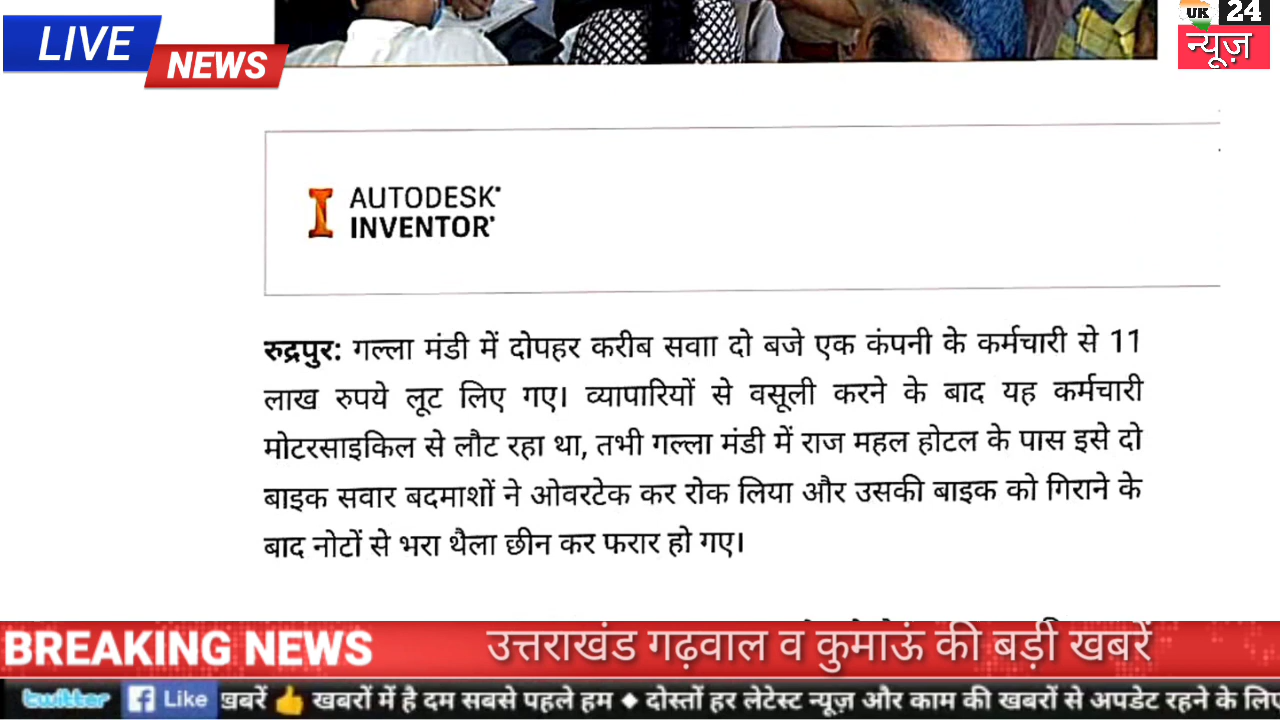 LIVE
NEWS
UK 24
न्यूज़
AUTODESK
INVENTOR
रुद्रपुर: गल्ला मंडी में दोपहर करीब सवाा दो बजे एक कंपनी के कर्मचारी से 11
लाख रुपये लूट लिए गए। व्यापारियों से वसूली करने के बाद यह कर्मचारी
मोटरसाइकिल से लौट रहा था, तभी गल्ला मंडी में राज महल होटल के पास इसे दो
बाइक सवार बदमाशों ने ओवरटेक कर रोक लिया और उसकी बाइक को गिराने के
बाद नोटों से भरा थैला छीन कर फरार हो गए।
BREAKING NEWS
उत्तराखंड गढ़वाल व कुमाऊं की बड़ी खबरें
twitter f Like खबरें 👍 खबरों में है दम सबसे पहले हम ◆ दोस्तों हर लेटेस्ट न्यूज़ और काम की खबरों से अपडेट रहने के